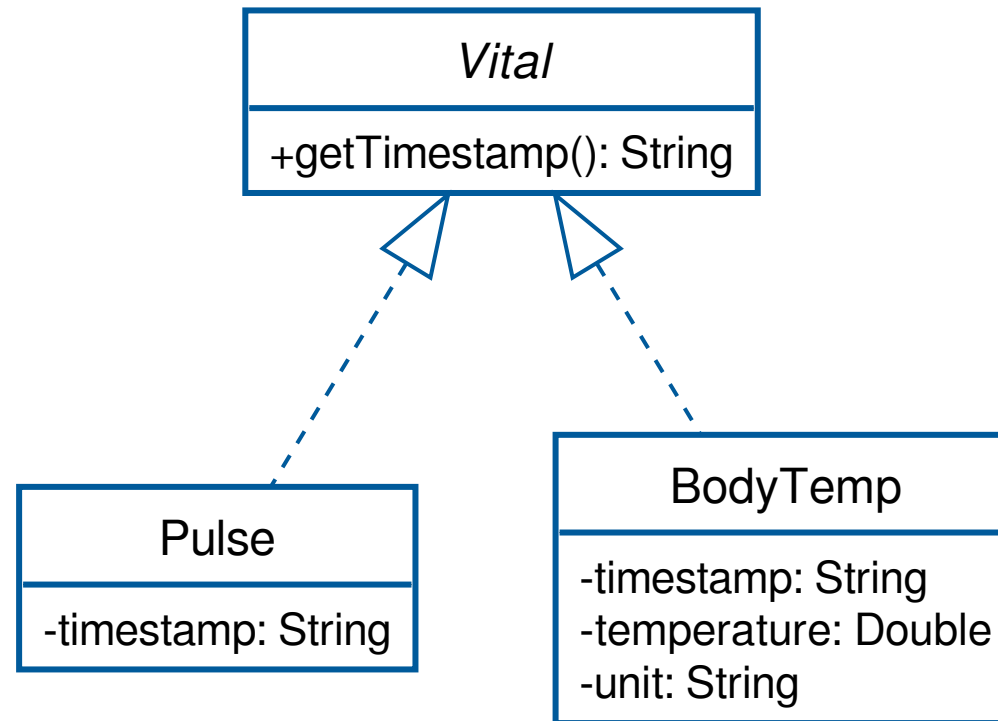 Vital
+getTimestamp(): String
Pulse
-timestamp: String
BodyTemp
-timestamp: String
-temperature: Double
-unit: String